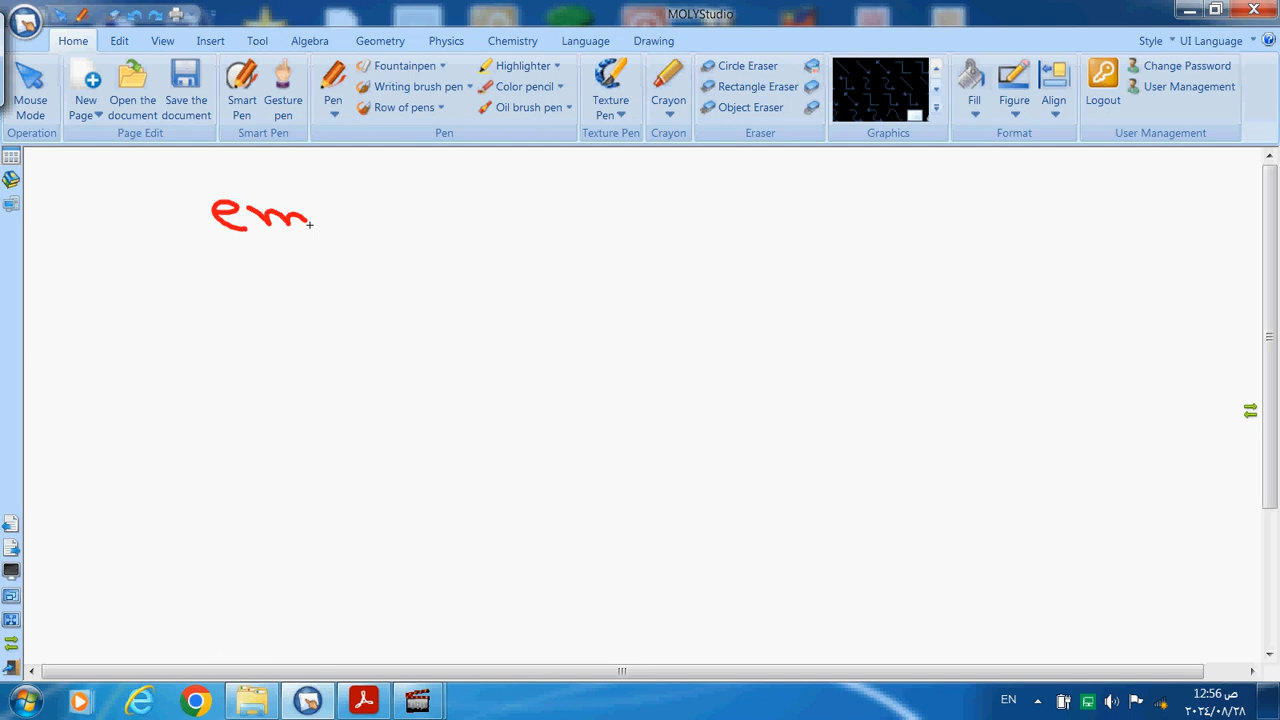 MOLYStudio
Home Edit View Insert Tool Algebra Geometry Physics Chemistry Language Drawing Style UI Language
Mouse Mode
Operation
New Page
Open the document
Save the document
Page Edit
Smart Pen
Gesture pen
Smart Pen
Pen
Fountainpen
Writing brush pen
Row of pens
Highlighter
Color pencil
Oil brush pen
Pen
Texture Pen
Texture Pen
Crayon
Crayon
Circle Eraser
Rectangle Eraser
Object Eraser
Eraser
Graphics
Fill
Figure
Align
Format
Logout
Change Password
User Management
User Management
em
EN
12:56 ص
٢٠٢٤/٠٨/٢٨